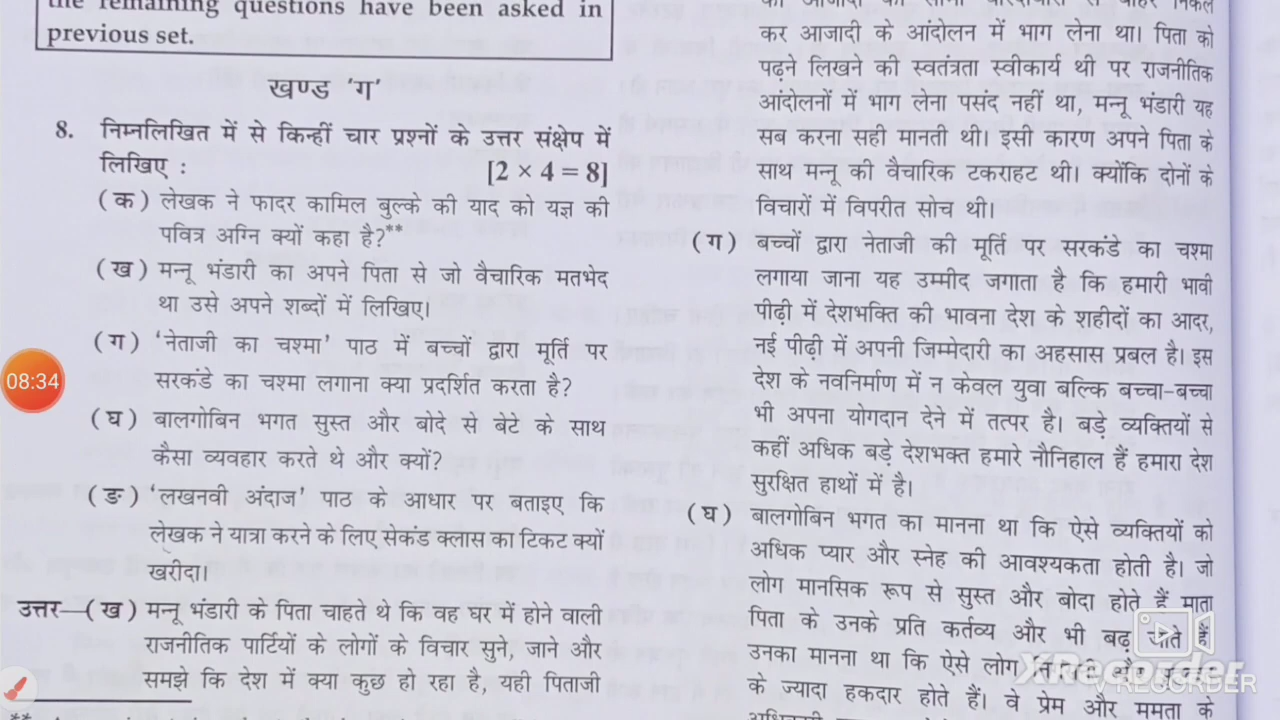 the remaining questions have been asked in
previous set.
खण्ड 'ग'
8. निम्नलिखित में से किन्हीं चार प्रश्नों के उत्तर संक्षेप में
लिखिए : [2 × 4 = 8]
(क) लेखक ने फादर कामिल बुल्के की याद को यज्ञ की
पवित्र अग्नि क्यों कहा है?**
(ख) मन्नू भंडारी का अपने पिता से जो वैचारिक मतभेद
था उसे अपने शब्दों में लिखिए।
(ग) 'नेताजी का चश्मा' पाठ में बच्चों द्वारा मूर्ति पर
सरकंडे का चश्मा लगाना क्या प्रदर्शित करता है?
(घ) बालगोबिन भगत सुस्त और बोदे से बेटे के साथ
कैसा व्यवहार करते थे और क्यों?
(ङ) 'लखनवी अंदाज' पाठ के आधार पर बताइए कि
लेखक ने यात्रा करने के लिए सेकंड क्लास का टिकट क्यों
खरीदा।
उत्तर—(ख) मन्नू भंडारी के पिता चाहते थे कि वह घर में होने वाली
राजनीतिक पार्टियों के लोगों के विचार सुने, जाने और
समझे कि देश में क्या कुछ हो रहा है, यही पिताजी
निकल
कर आजादी के आंदोलन में भाग लेना था। पिता को
पढ़ने लिखने की स्वतंत्रता स्वीकार्य थी पर राजनीतिक
आंदोलनों में भाग लेना पसंद नहीं था, मन्नू भंडारी यह
सब करना सही मानती थी। इसी कारण अपने पिता के
साथ मन्नू की वैचारिक टकराहट थी। क्योंकि दोनों के
विचारों में विपरीत सोच थी।
(ग) बच्चों द्वारा नेताजी की मूर्ति पर सरकंडे का चश्मा
लगाया जाना यह उम्मीद जगाता है कि हमारी भावी
पीढ़ी में देशभक्ति की भावना देश के शहीदों का आदर,
नई पीढ़ी में अपनी जिम्मेदारी का अहसास प्रबल है। इस
देश के नवनिर्माण में न केवल युवा बल्कि बच्चा-बच्चा
भी अपना योगदान देने में तत्पर है। बड़े व्यक्तियों से
कहीं अधिक बड़े देशभक्त हमारे नौनिहाल हैं हमारा देश
सुरक्षित हाथों में है।
(घ) बालगोबिन भगत का मानना था कि ऐसे व्यक्तियों को
अधिक प्यार और स्नेह की आवश्यकता होती है। जो
लोग मानसिक रूप से सुस्त और बोदा होते हैं माता
पिता के उनके प्रति कर्तव्य और भी बढ़ जाते हैं
उनका मानना था कि ऐसे लोग
के ज़्यादा हकदार होते हैं। वे प्रेम और ममता के
08:34
XRecorder
V RECORDER